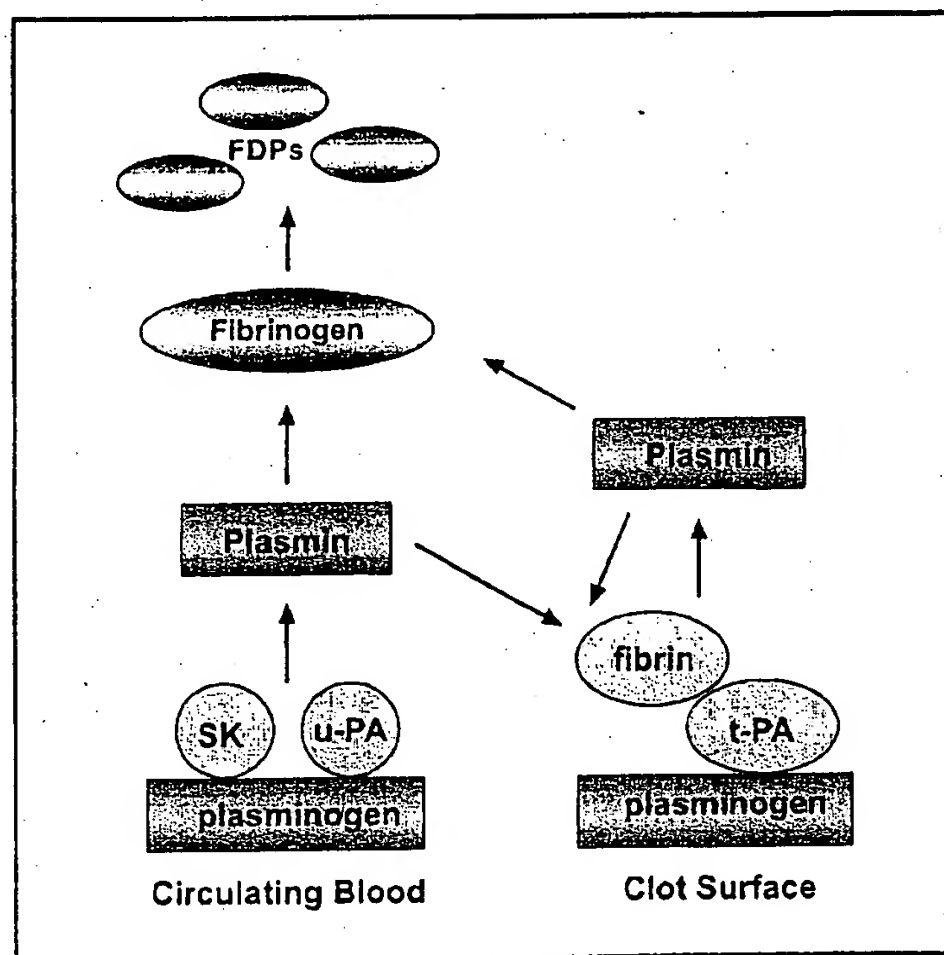 FDPs
Fibrinogen
Plasmin
Plasmin
fibrin
SK
u-PA
t-PA
plasminogen
plasminogen
Circulating Blood
Clot Surface